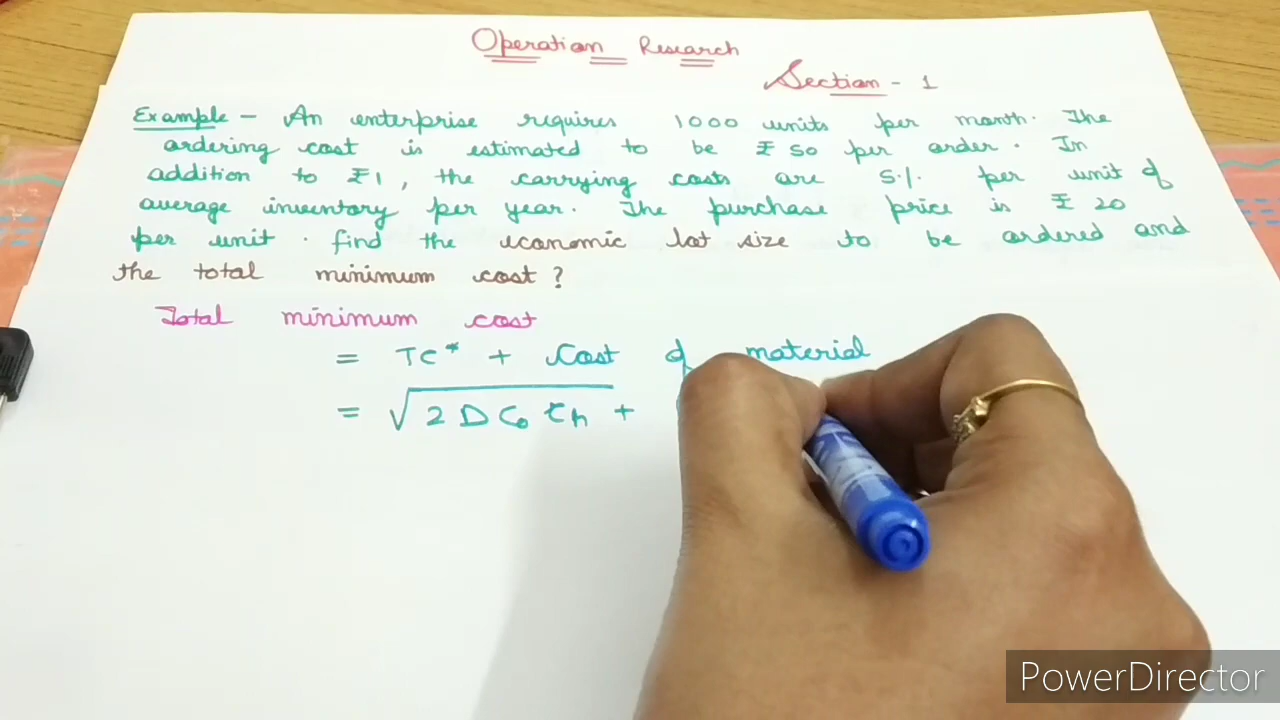 Operation Research
Section - 1
Example - An enterprise requires 1000 units per month. The
ordering cost is estimated to be ₹ 50 per order. In
addition to ₹1, the carrying costs are 5% per unit of
average inventory per year. The purchase price is ₹ 20
per unit. find the economic lot size to be ordered and
the total minimum cost?
Total minimum cost
= TC* + Cost of material
= √2 D Co Ch +
PowerDirector